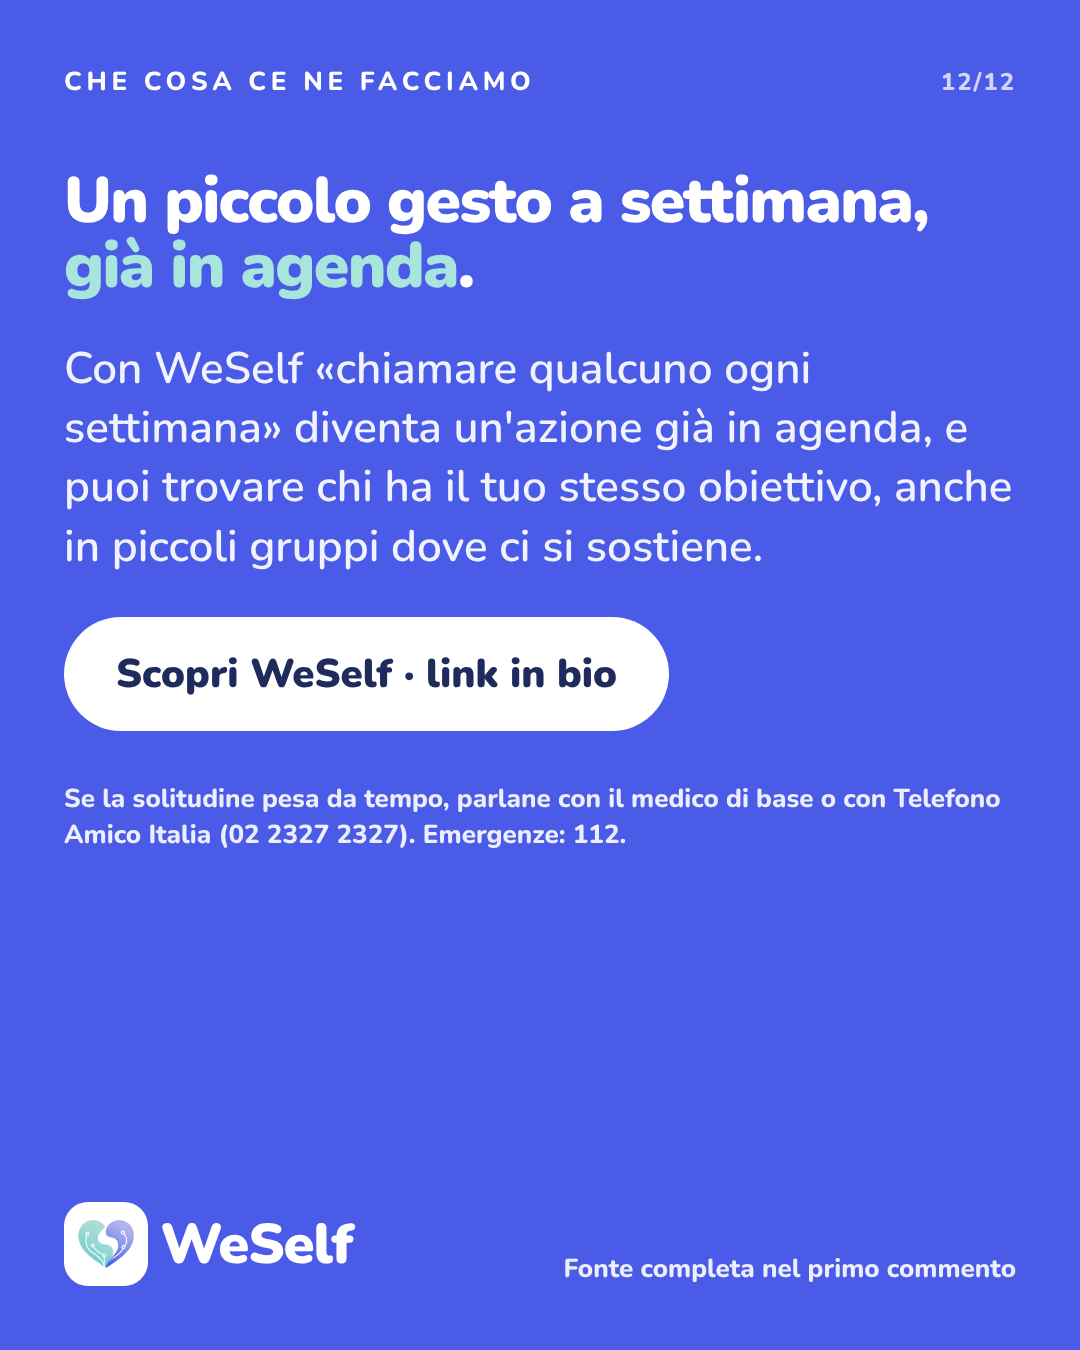 CHE COSA CE NE FACCIAMO
12/12
Un piccolo gesto a settimana,
già in agenda.
Con WeSelf «chiamare qualcuno ogni
settimana» diventa un'azione già in agenda, e
puoi trovare chi ha il tuo stesso obiettivo, anche
in piccoli gruppi dove ci si sostiene.
Scopri WeSelf · link in bio
Se la solitudine pesa da tempo, parlane con il medico di base o con Telefono
Amico Italia (02 2327 2327). Emergenze: 112.
WeSelf
Fonte completa nel primo commento